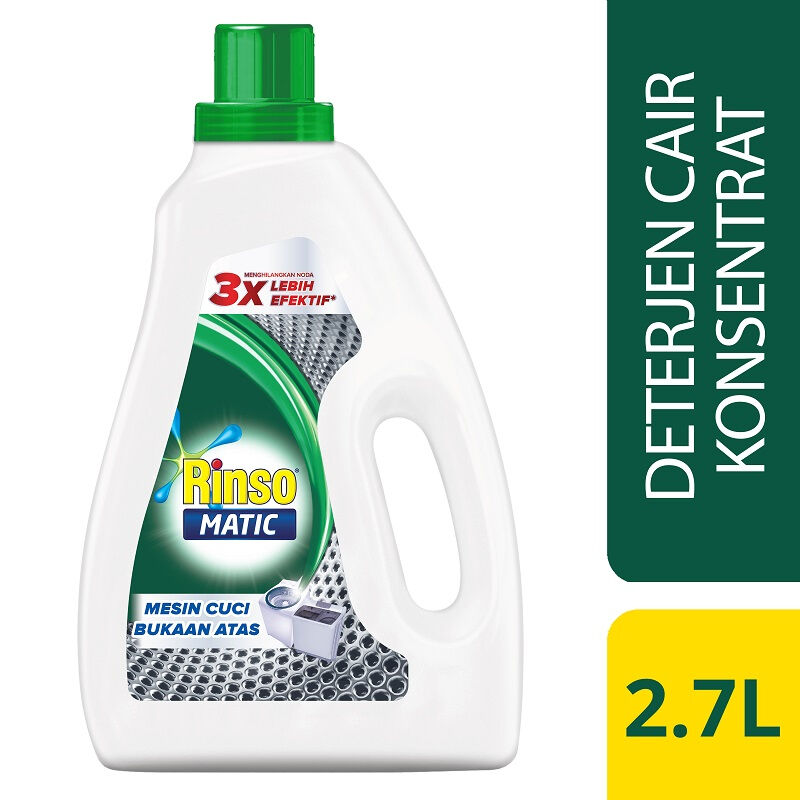 MENGHILANGKAN NODA
3X LEBIH
EFEKTIF*
Rinso®
MATIC
MESIN CUCI
BUKAAN ATAS
DETERJEN CAIR
KONSENTRAT
2.7L